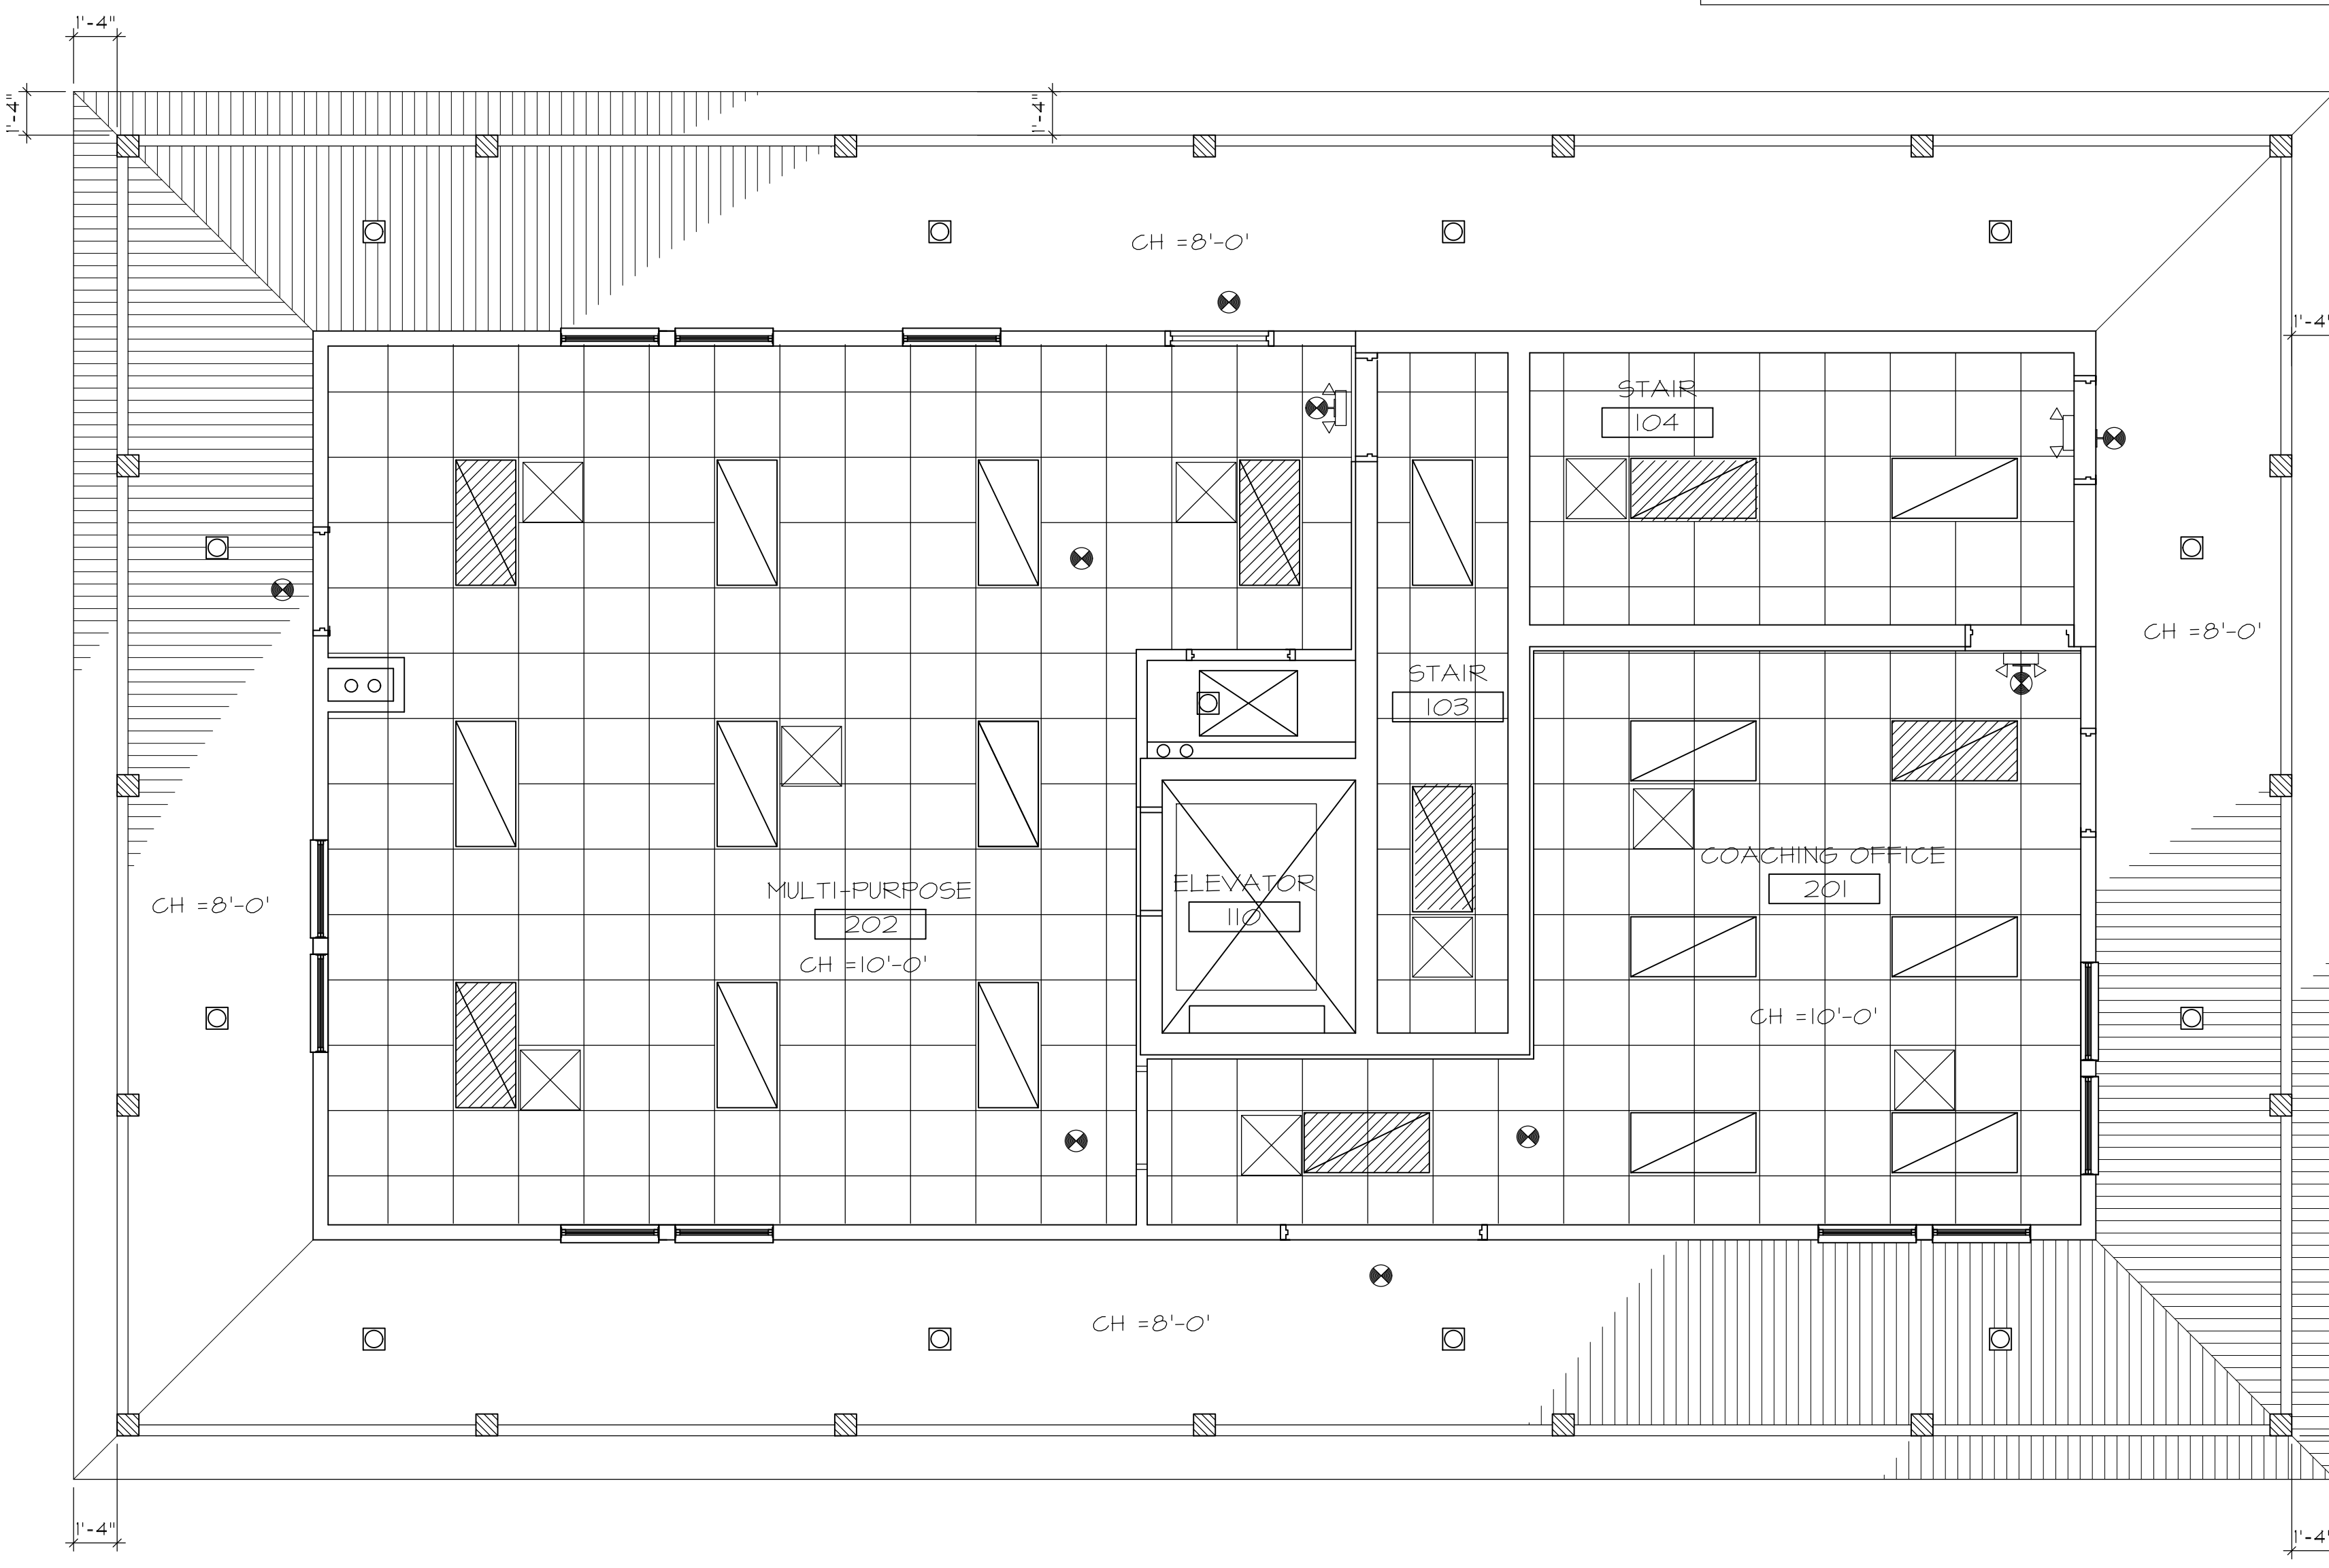 1'-4"
1'-4"
1'-4"
CH =8'-0'
1'-4"
STAIR
104
CH =8'-0'
STAIR
103
COACHING OFFICE
201
MULTI-PURPOSE
202
CH =10'-0'
ELEVATOR
110
CH =8'-0'
CH =10'-0'
CH =8'-0'
1'-4"
1'-4"